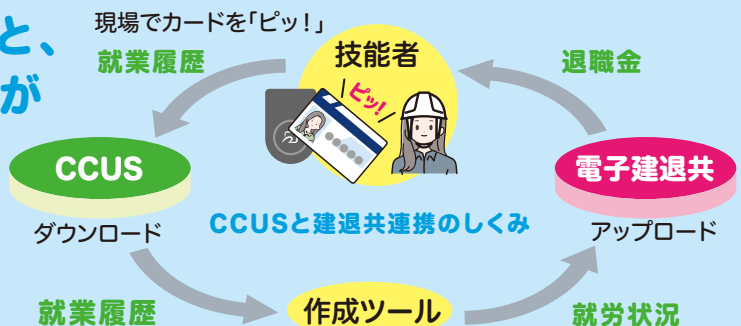 と、
が
現場でカードを「ピッ!」
技能者
就業履歴
退職金
ピッ!
CCUS
電子建退共
ダウンロード
CCUSと建退共連携のしくみ
アップロード
就業履歴
作成ツール
就労状況